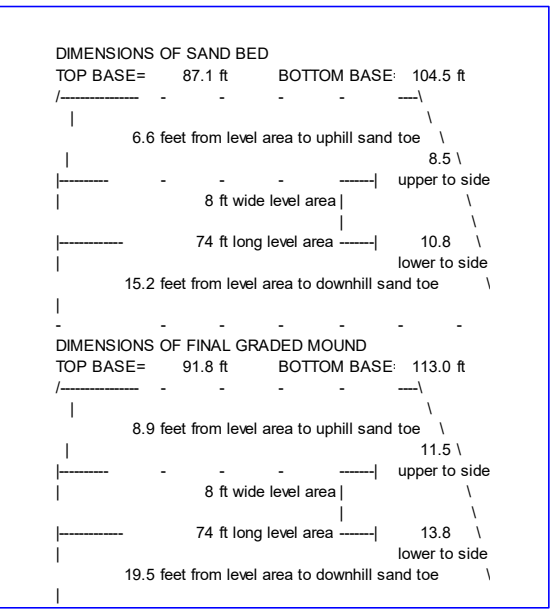 DIMENSIONS OF SAND BED
TOP BASE= 87.1 ft BOTTOM BASE: 104.5 ft
/---------------- - - - - ----\
| \
6.6 feet from level area to uphill sand toe \
| 8.5 \
|---------- - - - -------| upper to side
| 8 ft wide level area | \
| \
|------------- 74 ft long level area -------| 10.8 \
| lower to side
15.2 feet from level area to downhill sand toe \
|
- - - - - - -
DIMENSIONS OF FINAL GRADED MOUND
TOP BASE= 91.8 ft BOTTOM BASE: 113.0 ft
/---------------- - - - - ----\
| \
8.9 feet from level area to uphill sand toe \
| 11.5 \
|---------- - - - -------| upper to side
| 8 ft wide level area | \
| \
|------------- 74 ft long level area -------| 13.8 \
| lower to side
19.5 feet from level area to downhill sand toe \
|